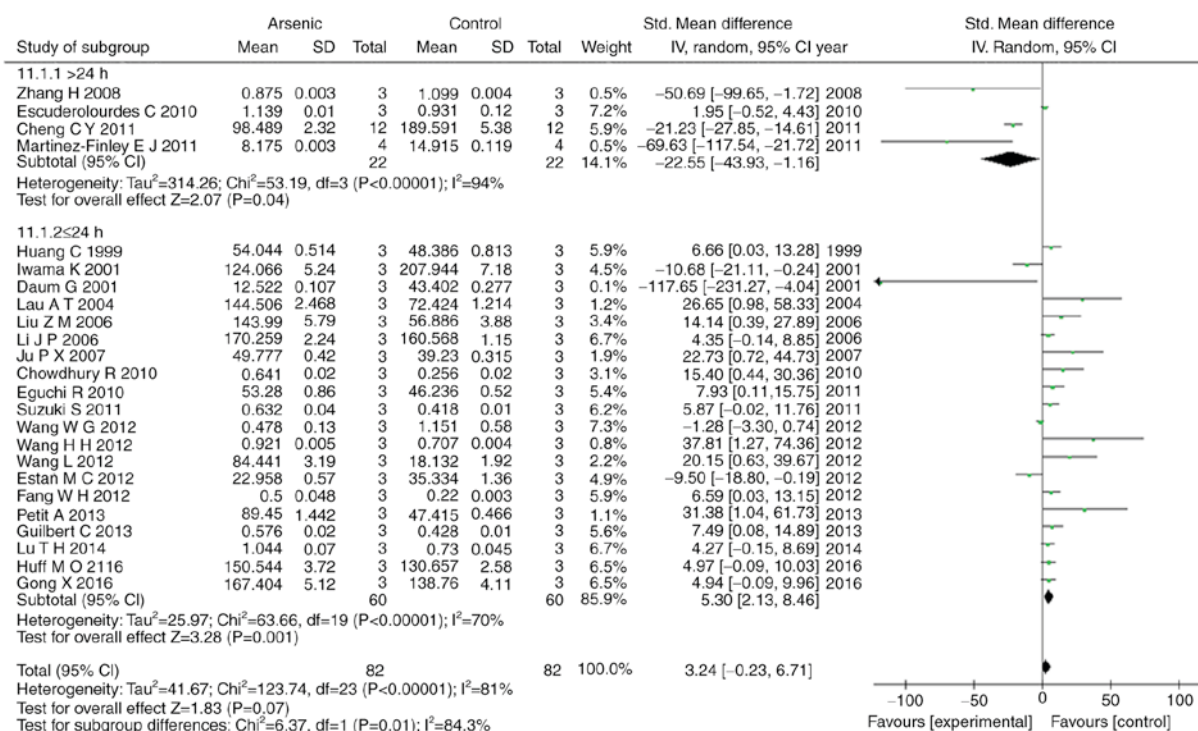 Arsenic Control Std. Mean difference Std. Mean difference
Study of subgroup Mean SD Total Mean SD Total Weight IV, random, 95% CI year IV. Random, 95% CI
11.1.1 >24 h
Zhang H 2008 0.875 0.003 3 1.099 0.004 3 0.5% −50.69 [−99.65, −1.72] 2008
Escuderolourdes C 2010 1.139 0.01 3 0.931 0.12 3 7.2% 1.95 [−0.52, 4.43] 2010
Cheng C Y 2011 98.489 2.32 12 189.591 5.38 12 5.9% −21.23 [−27.85, −14.61] 2011
Martinez-Finley E J 2011 8.175 0.003 4 14.915 0.119 4 0.5% −69.63 [−117.54, −21.72] 2011
Subtotal (95% CI) 22 22 14.1% −22.55 [−43.93, −1.16]
Heterogeneity: Tau²=314.26; Chi²=53.19, df=3 (P<0.00001); I²=94%
Test for overall effect Z=2.07 (P=0.04)
11.1.2≤24 h
Huang C 1999 54.044 0.514 3 48.386 0.813 3 5.9% 6.66 [0.03, 13.28] 1999
Iwama K 2001 124.066 5.24 3 207.944 7.18 3 4.5% −10.68 [−21.11, −0.24] 2001
Daum G 2001 12.522 0.107 3 43.402 0.277 3 0.1% −117.65 [−231.27, −4.04] 2001
Lau A T 2004 144.506 2.468 3 72.424 1.214 3 1.2% 26.65 [0.98, 58.33] 2004
Liu Z M 2006 143.99 5.79 3 56.886 3.88 3 3.4% 14.14 [0.39, 27.89] 2006
Li J P 2006 170.259 2.24 3 160.568 1.15 3 6.7% 4.35 [−0.14, 8.85] 2006
Ju P X 2007 49.777 0.42 3 39.23 0.315 3 1.9% 22.73 [0.72, 44.73] 2007
Chowdhury R 2010 0.641 0.02 3 0.256 0.02 3 3.1% 15.40 [0.44, 30.36] 2010
Eguchi R 2010 53.28 0.86 3 46.236 0.52 3 5.4% 7.93 [0.11, 15.75] 2011
Suzuki S 2011 0.632 0.04 3 0.418 0.01 3 6.2% 5.87 [−0.02, 11.76] 2011
Wang W G 2012 0.478 0.13 3 1.151 0.58 3 7.3% −1.28 [−3.30, 0.74] 2012
Wang H H 2012 0.921 0.005 3 0.707 0.004 3 0.8% 37.81 [1.27, 74.36] 2012
Wang L 2012 84.441 3.19 3 18.132 1.92 3 2.2% 20.15 [0.63, 39.67] 2012
Estan M C 2012 22.958 0.57 3 35.334 1.36 3 4.9% −9.50 [−18.80, −0.19] 2012
Fang W H 2012 0.5 0.048 3 0.22 0.003 3 5.9% 6.59 [0.03, 13.15] 2012
Petit A 2013 89.45 1.442 3 47.415 0.466 3 1.1% 31.38 [1.04, 61.73] 2013
Guilbert C 2013 0.576 0.02 3 0.428 0.01 3 5.6% 7.49 [0.08, 14.89] 2013
Lu T H 2014 1.044 0.07 3 0.73 0.045 3 4.7% 4.27 [−0.15, 8.69] 2014
Huff M O 2116 150.544 3.72 3 130.657 2.58 3 6.5% 4.97 [−0.09, 10.03] 2016
Gong X 2016 167.404 5.12 3 138.76 4.11 3 6.5% 4.94 [−0.09, 9.96] 2016
Subtotal (95% CI) 60 60 85.9% 5.30 [2.13, 8.46]
Heterogeneity: Tau²=25.97; Chi²=63.66, df=19 (P<0.00001); I²=70%
Test for overall effect Z=3.28 (P=0.001)
Total (95% CI) 82 82 100.0% 3.24 [−0.23, 6.71]
Heterogeneity: Tau²=41.67; Chi²=123.74, df=23 (P<0.00001); I²=81%
Test for overall effect Z=1.83 (P=0.07)
Test for subgroup differences: Chi²=6.37, df=1 (P=0.01); I²=84.3%
−100 −50 0 50 100
Favours [experimental] Favours [control]